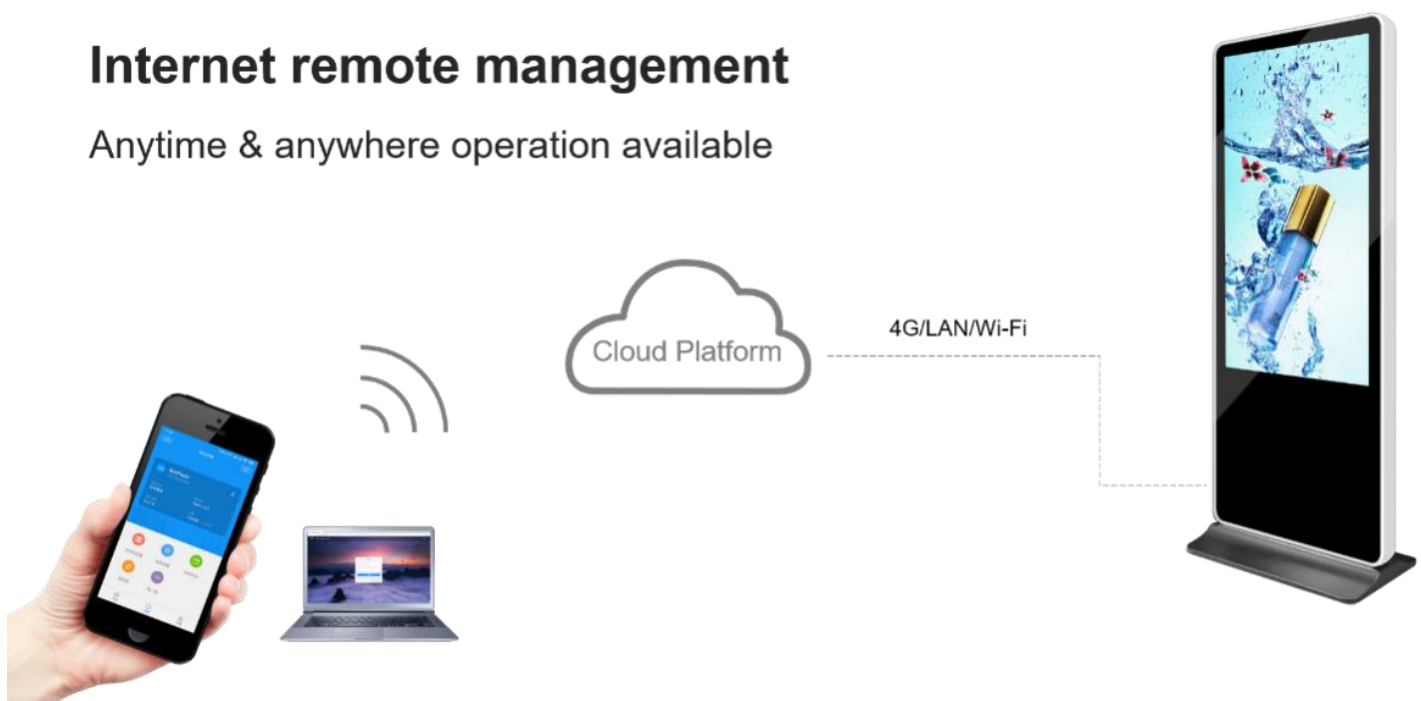 Internet remote management
Anytime & anywhere operation available
Cloud Platform
4G/LAN/Wi-Fi